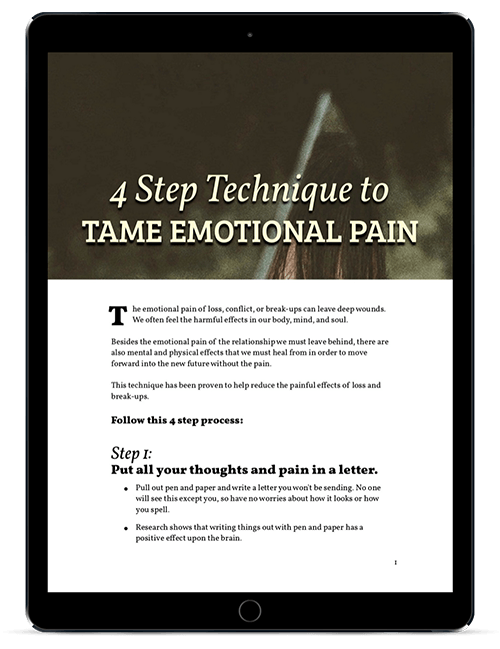 4 Step Technique to
TAME EMOTIONAL PAIN
The emotional pain of loss, conflict, or break-ups can leave deep wounds.
We often feel the harmful effects in our body, mind, and soul.
Besides the emotional pain of the relationship we must leave behind, there are
also mental and physical effects that we must heal from in order to move
forward into the new future without the pain.
This technique has been proven to help reduce the painful effects of loss and
break-ups.
Follow this 4 step process:
Step 1:
Put all your thoughts and pain in a letter.
• Pull out pen and paper and write a letter you won't be sending. No one
will see this except you, so have no worries about how it looks or how
you spell.
• Research shows that writing things out with pen and paper has a
positive effect upon the brain.
1